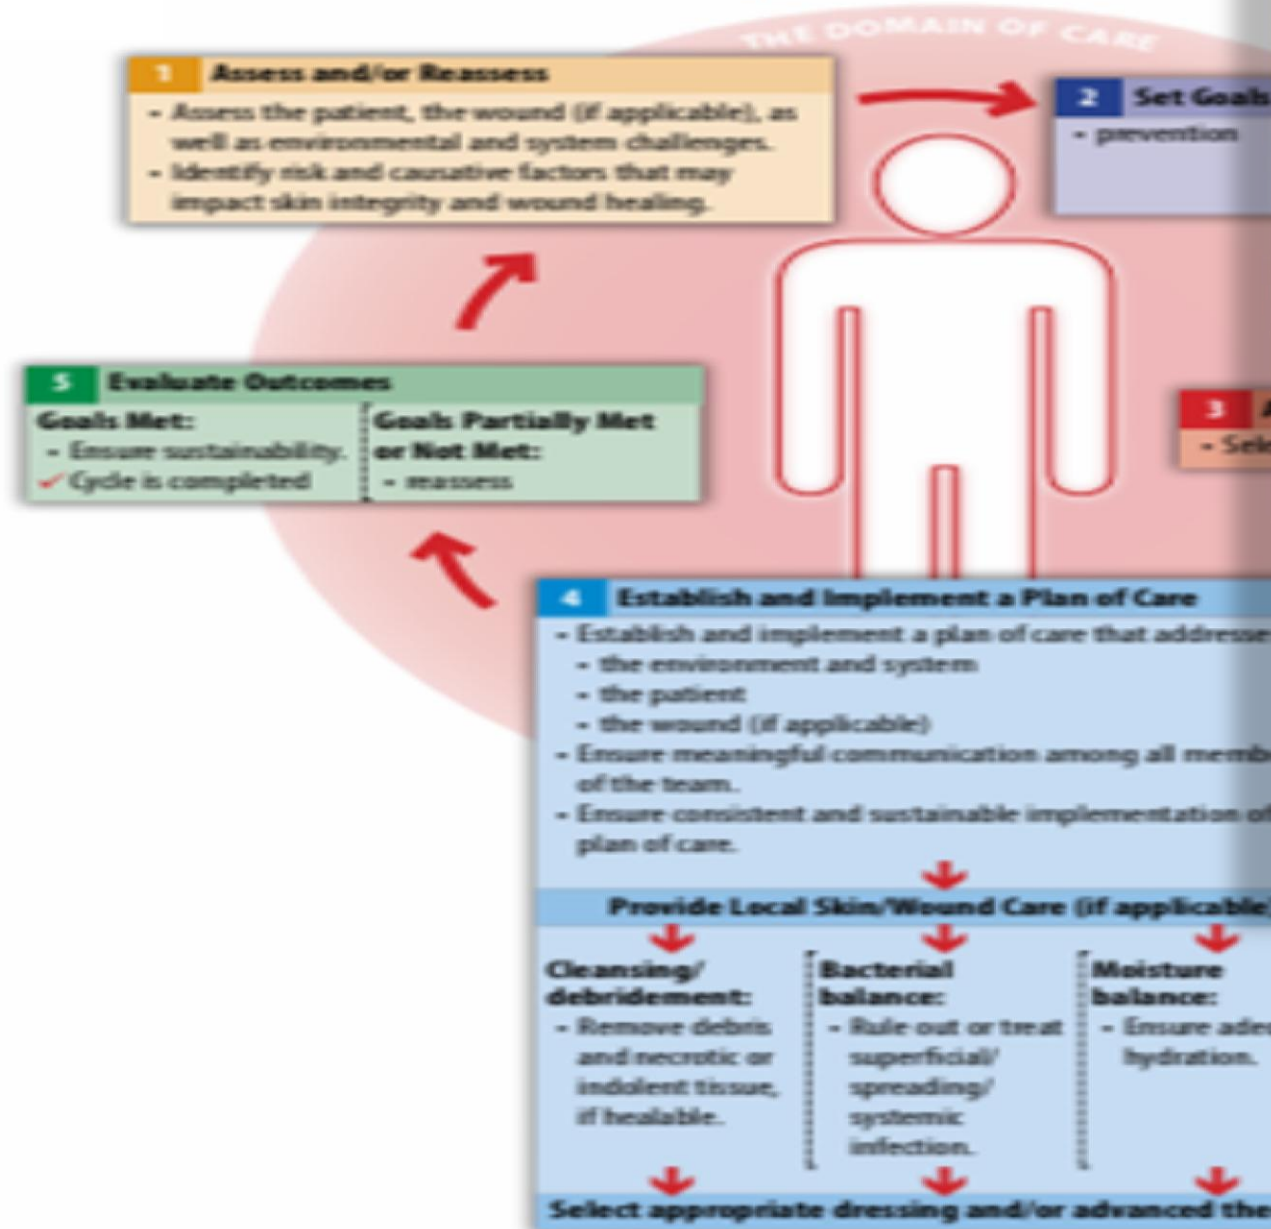 THE DOMAIN OF CARE
1 Assess and/or Reassess
- Assess the patient, the wound (if applicable), as
well as environmental and system challenges.
- Identify risk and causative factors that may
impact skin integrity and wound healing.
2 Set Goals
- prevention
3
5 Evaluate Outcomes
Goals Met:
- Ensure sustainability.
✓ Cycle is completed
Goals Partially Met
or Not Met:
- reassess
4 Establish and Implement a Plan of Care
- Establish and implement a plan of care that
- the environment and system
- the patient
- the wound (if applicable)
- Ensure meaningful communication among all
of the team.
- Ensure consistent and sustainable implementation of
plan of care.
Provide Local Skin/Wound Care (if applicable)
Cleansing/
debridement:
- Remove debris
and necrotic or
indolent tissue,
if healable.
Bacterial
balance:
- Rule out or treat
superficial/
spreading/
systemic
infection.
Moisture
balance:
- Ensure
hydration.
Select appropriate dressing and/or advanced